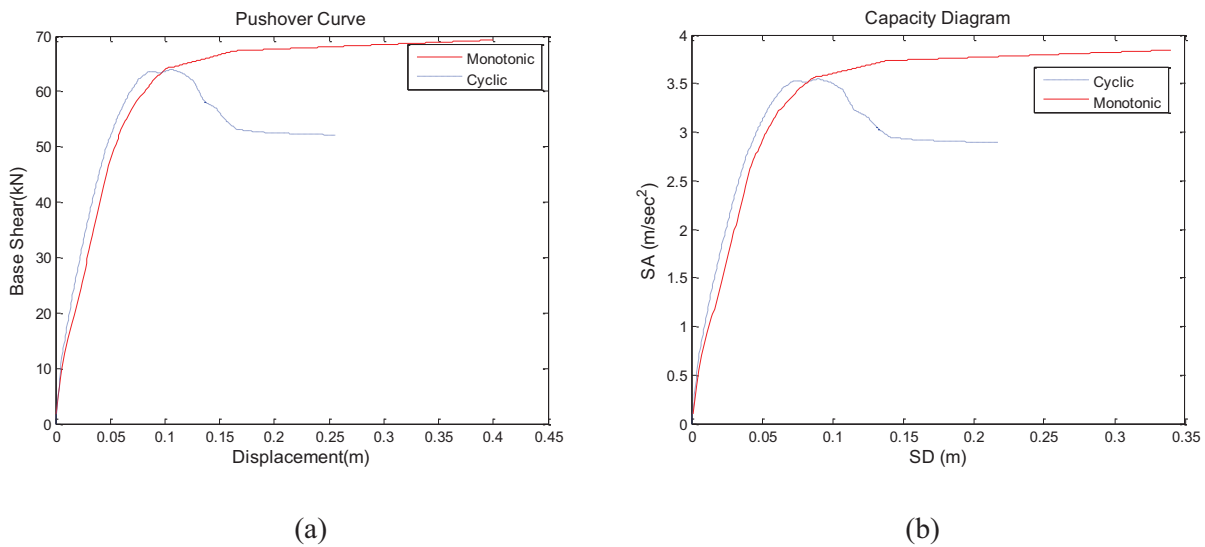 Pushover Curve
70
60
50
40
30
20
10
0
Base Shear(kN)
Monotonic
Cyclic
0 0.05 0.1 0.15 0.2 0.25 0.3 0.35 0.4 0.45
Displacement(m)
(a)
Capacity Diagram
4
3.5
3
2.5
2
1.5
1
0.5
0
SA (m/sec²)
Cyclic
Monotonic
0 0.05 0.1 0.15 0.2 0.25 0.3 0.35
SD (m)
(b)